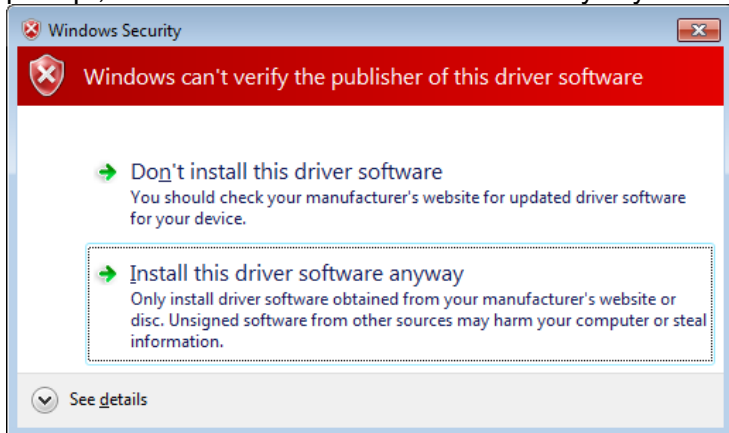 Windows Security
Windows can't verify the publisher of this driver software
Don't install this driver software
You should check your manufacturer's website for updated driver software
for your device.
Install this driver software anyway
Only install driver software obtained from your manufacturer's website or
disc. Unsigned software from other sources may harm your computer or steal
information.
See details